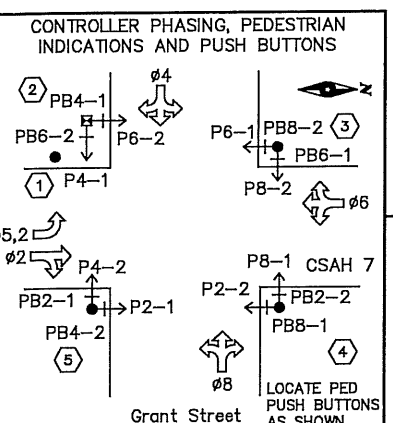 CONTROLLER PHASING, PEDESTRIAN
INDICATIONS AND PUSH BUTTONS
2
PB4-1
ø4
PB6-2
P6-2
P6-1
PB8-2
3
N
PB6-1
1
P4-1
P8-2
ø6
ø5,2
ø2
P4-2
P8-1
CSAH 7
PB2-1
P2-1
P2-2
PB2-2
PB4-2
PB8-1
5
4
ø8
LOCATE PED
PUSH BUTTONS
AS SHOWN
Grant Street